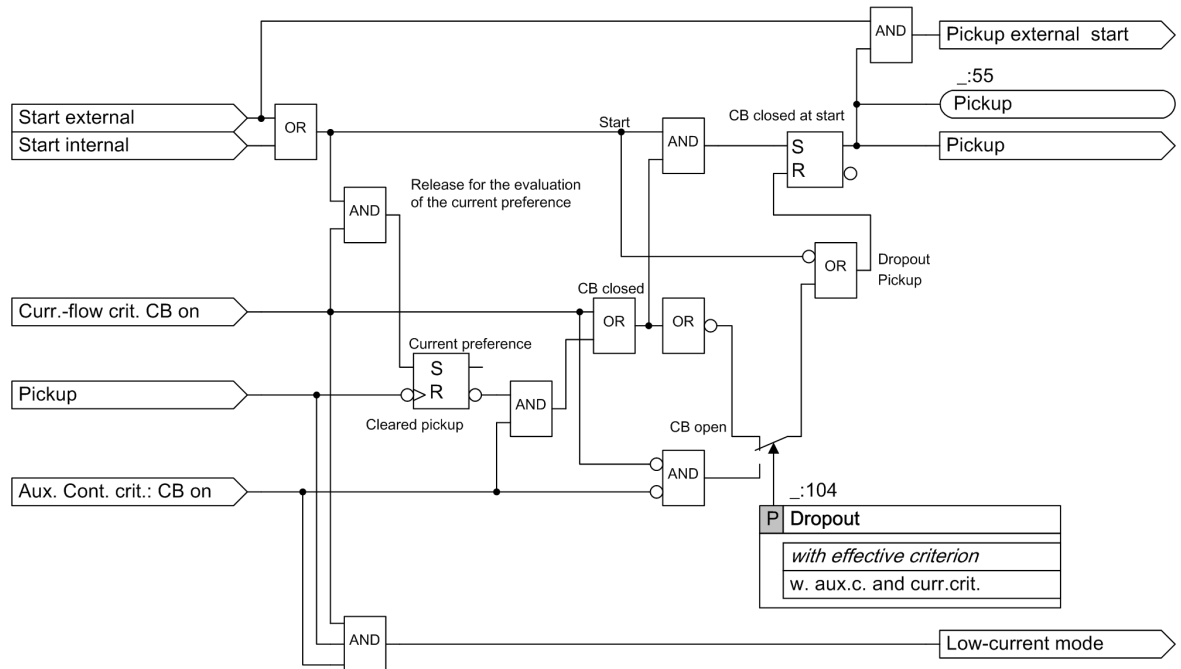 AND
Pickup external start
_:55
Start external
Pickup
CB closed at start
OR
Start
Start internal
AND
S
R
Pickup
Release for the evaluation
of the current preference
AND
OR
Dropout
Pickup
CB closed
Curr.-flow crit. CB on
OR
OR
Current preference
S
R
Pickup
AND
Cleared pickup
CB open
AND
Aux. Cont. crit.: CB on
_:104
P Dropout
with effective criterion
w. aux.c. and curr.crit.
AND
Low-current mode